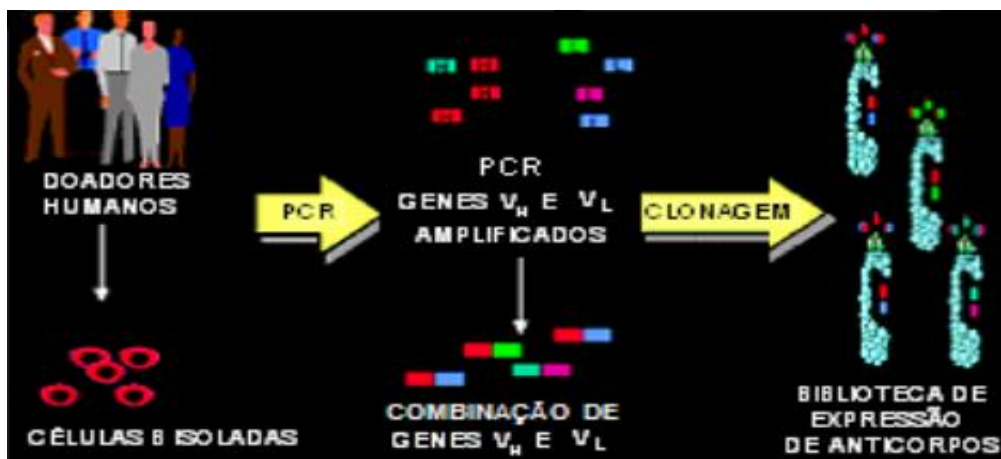 DOADORES
HUMANOS
CÉLULAS B ISOLADAS
PCR
H
H
H
H
L
PCR
GENES VH E VL
AMPLIFICADOS
COMBINAÇÃO DE
GENES VH E VL
CLONAGEM
BIBLIOTECA DE
EXPRESSÃO
DE ANTICORPOS